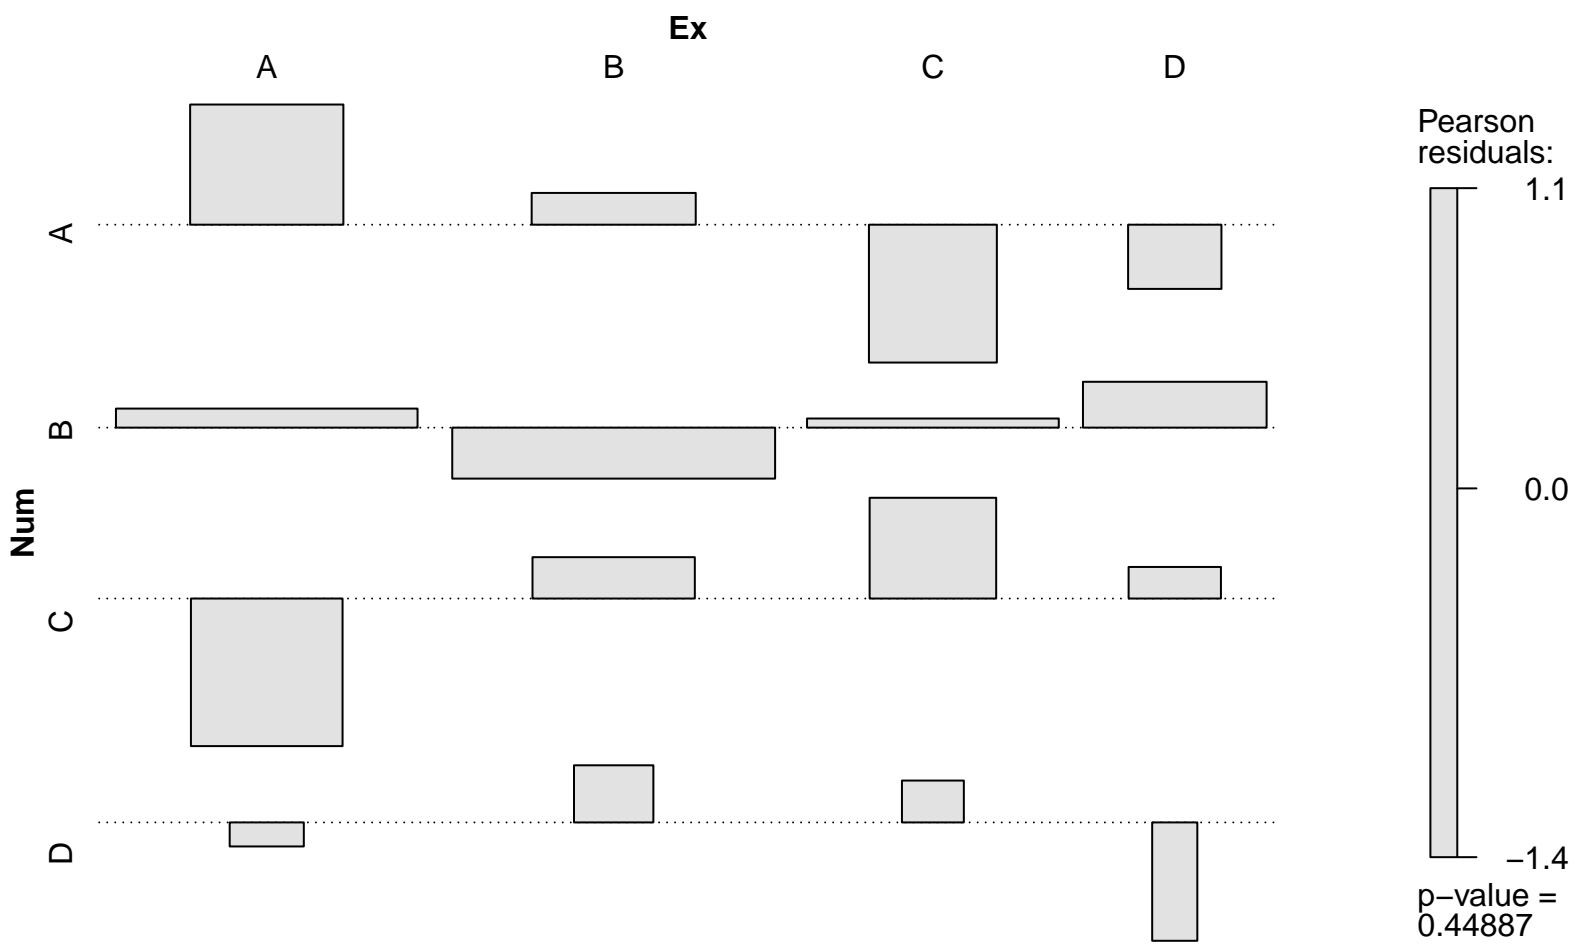 Ex
A B C D
Pearson
residuals:
1.1
0.0
−1.4
p−value =
0.44887
Num
A
B
C
D